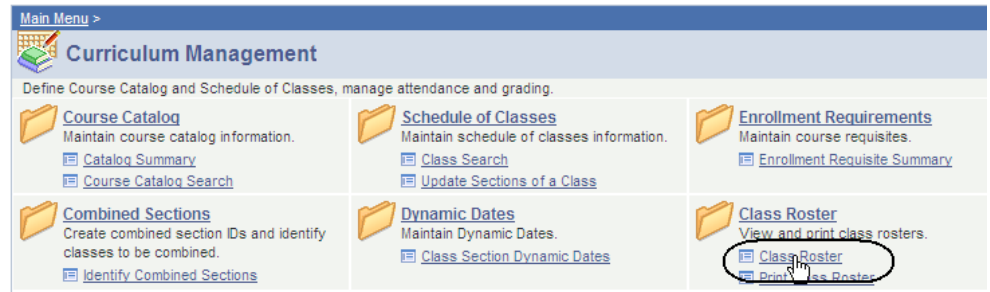 Main Menu >
Curriculum Management
Define Course Catalog and Schedule of Classes, manage attendance and grading.
Course Catalog
Maintain course catalog information.
Catalog Summary
Course Catalog Search
Schedule of Classes
Maintain schedule of classes information.
Class Search
Update Sections of a Class
Enrollment Requirements
Maintain course requisites.
Enrollment Requisite Summary
Combined Sections
Create combined section IDs and identify
classes to be combined.
Identify Combined Sections
Dynamic Dates
Maintain Dynamic Dates.
Class Section Dynamic Dates
Class Roster
View and print class rosters.
Class Roster
Print Class Roster